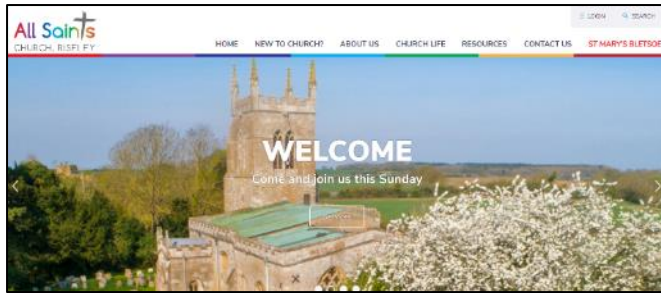 LOGIN SEARCH
All Saints
CHURCH, RISELEY
HOME NEW TO CHURCH? ABOUT US CHURCH LIFE RESOURCES CONTACT US ST MARY'S BLETSOE
WELCOME
Come and join us this Sunday